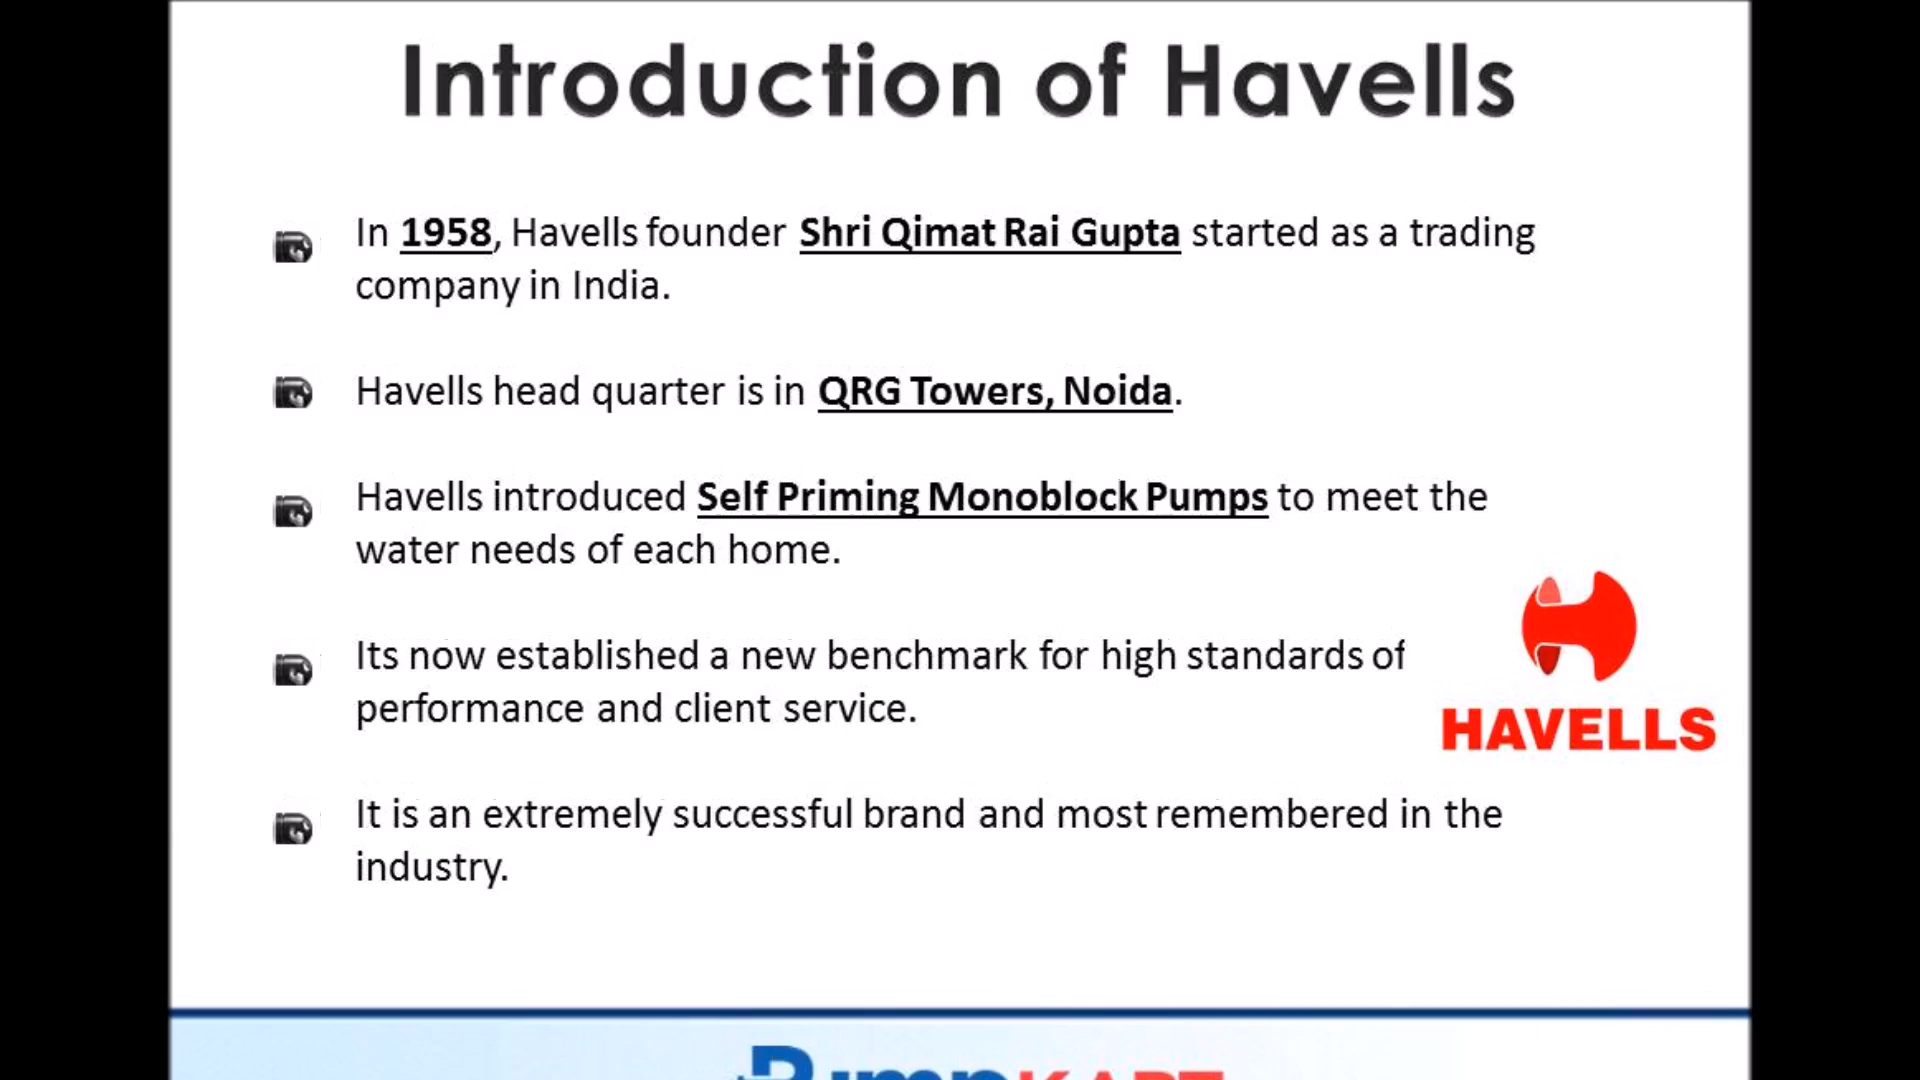 Introduction of Havells
In 1958, Havells founder Shri Qimat Rai Gupta started as a trading
company in India.
Havells head quarter is in QRG Towers, Noida.
Havells introduced Self Priming Monoblock Pumps to meet the
water needs of each home.
Its now established a new benchmark for high standards of
performance and client service.
HAVELLS
It is an extremely successful brand and most remembered in the
industry.
PumpKART